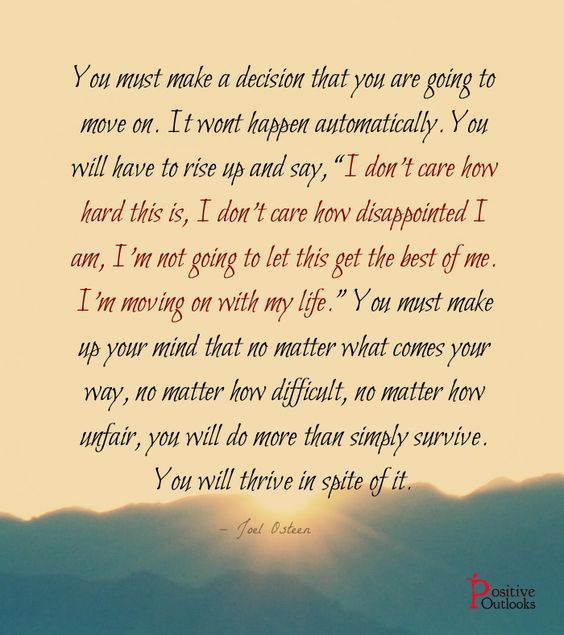 You must make a decision that you are going to
move on. It wont happen automatically. You
will have to rise up and say, “I don’t care how
hard this is, I don’t care how disappointed I
am, I’m not going to let this get the best of me.
I’m moving on with my life.” You must make
up your mind that no matter what comes your
way, no matter how difficult, no matter how
unfair, you will do more than simply survive.
You will thrive in spite of it.
– Joel Osteen
Positive
Outlooks